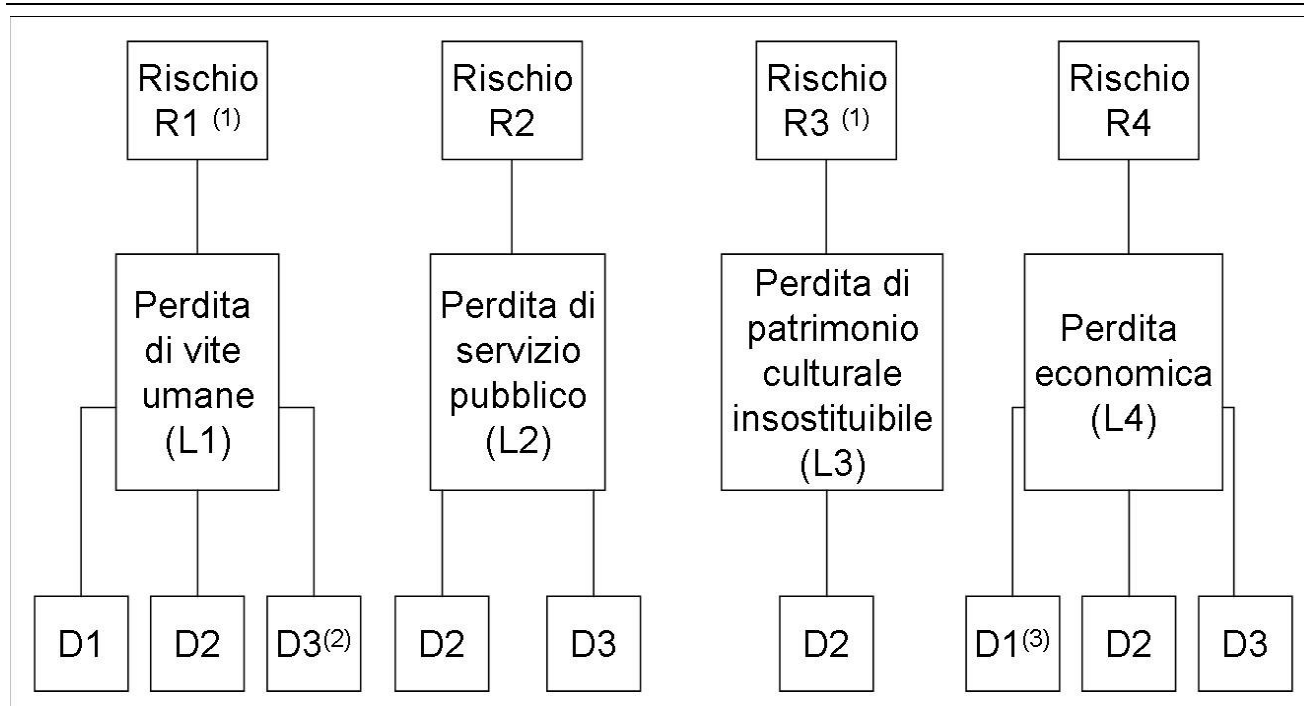 Rischio
R1 (1)
Rischio
R2
Rischio
R3 (1)
Rischio
R4
Perdita
di vite
umane
(L1)
Perdita di
servizio
pubblico
(L2)
Perdita di
patrimonio
culturale
insostituibile
(L3)
Perdita
economica
(L4)
D1
D2
D3(2)
D2
D3
D2
D1(3)
D2
D3